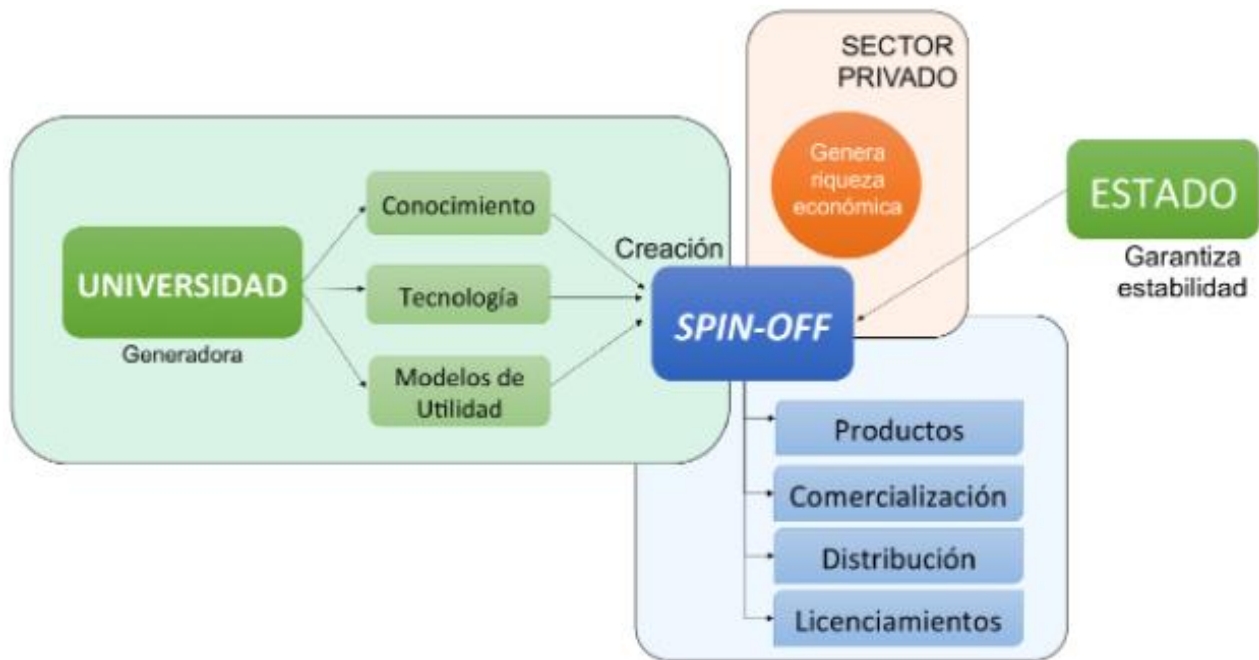 SECTOR
PRIVADO
Genera
riqueza
económica
ESTADO
Garantiza
estabilidad
UNIVERSIDAD
Generadora
Conocimiento
Tecnología
Modelos de
Utilidad
Creación
SPIN-OFF
Productos
Comercialización
Distribución
Licenciamientos